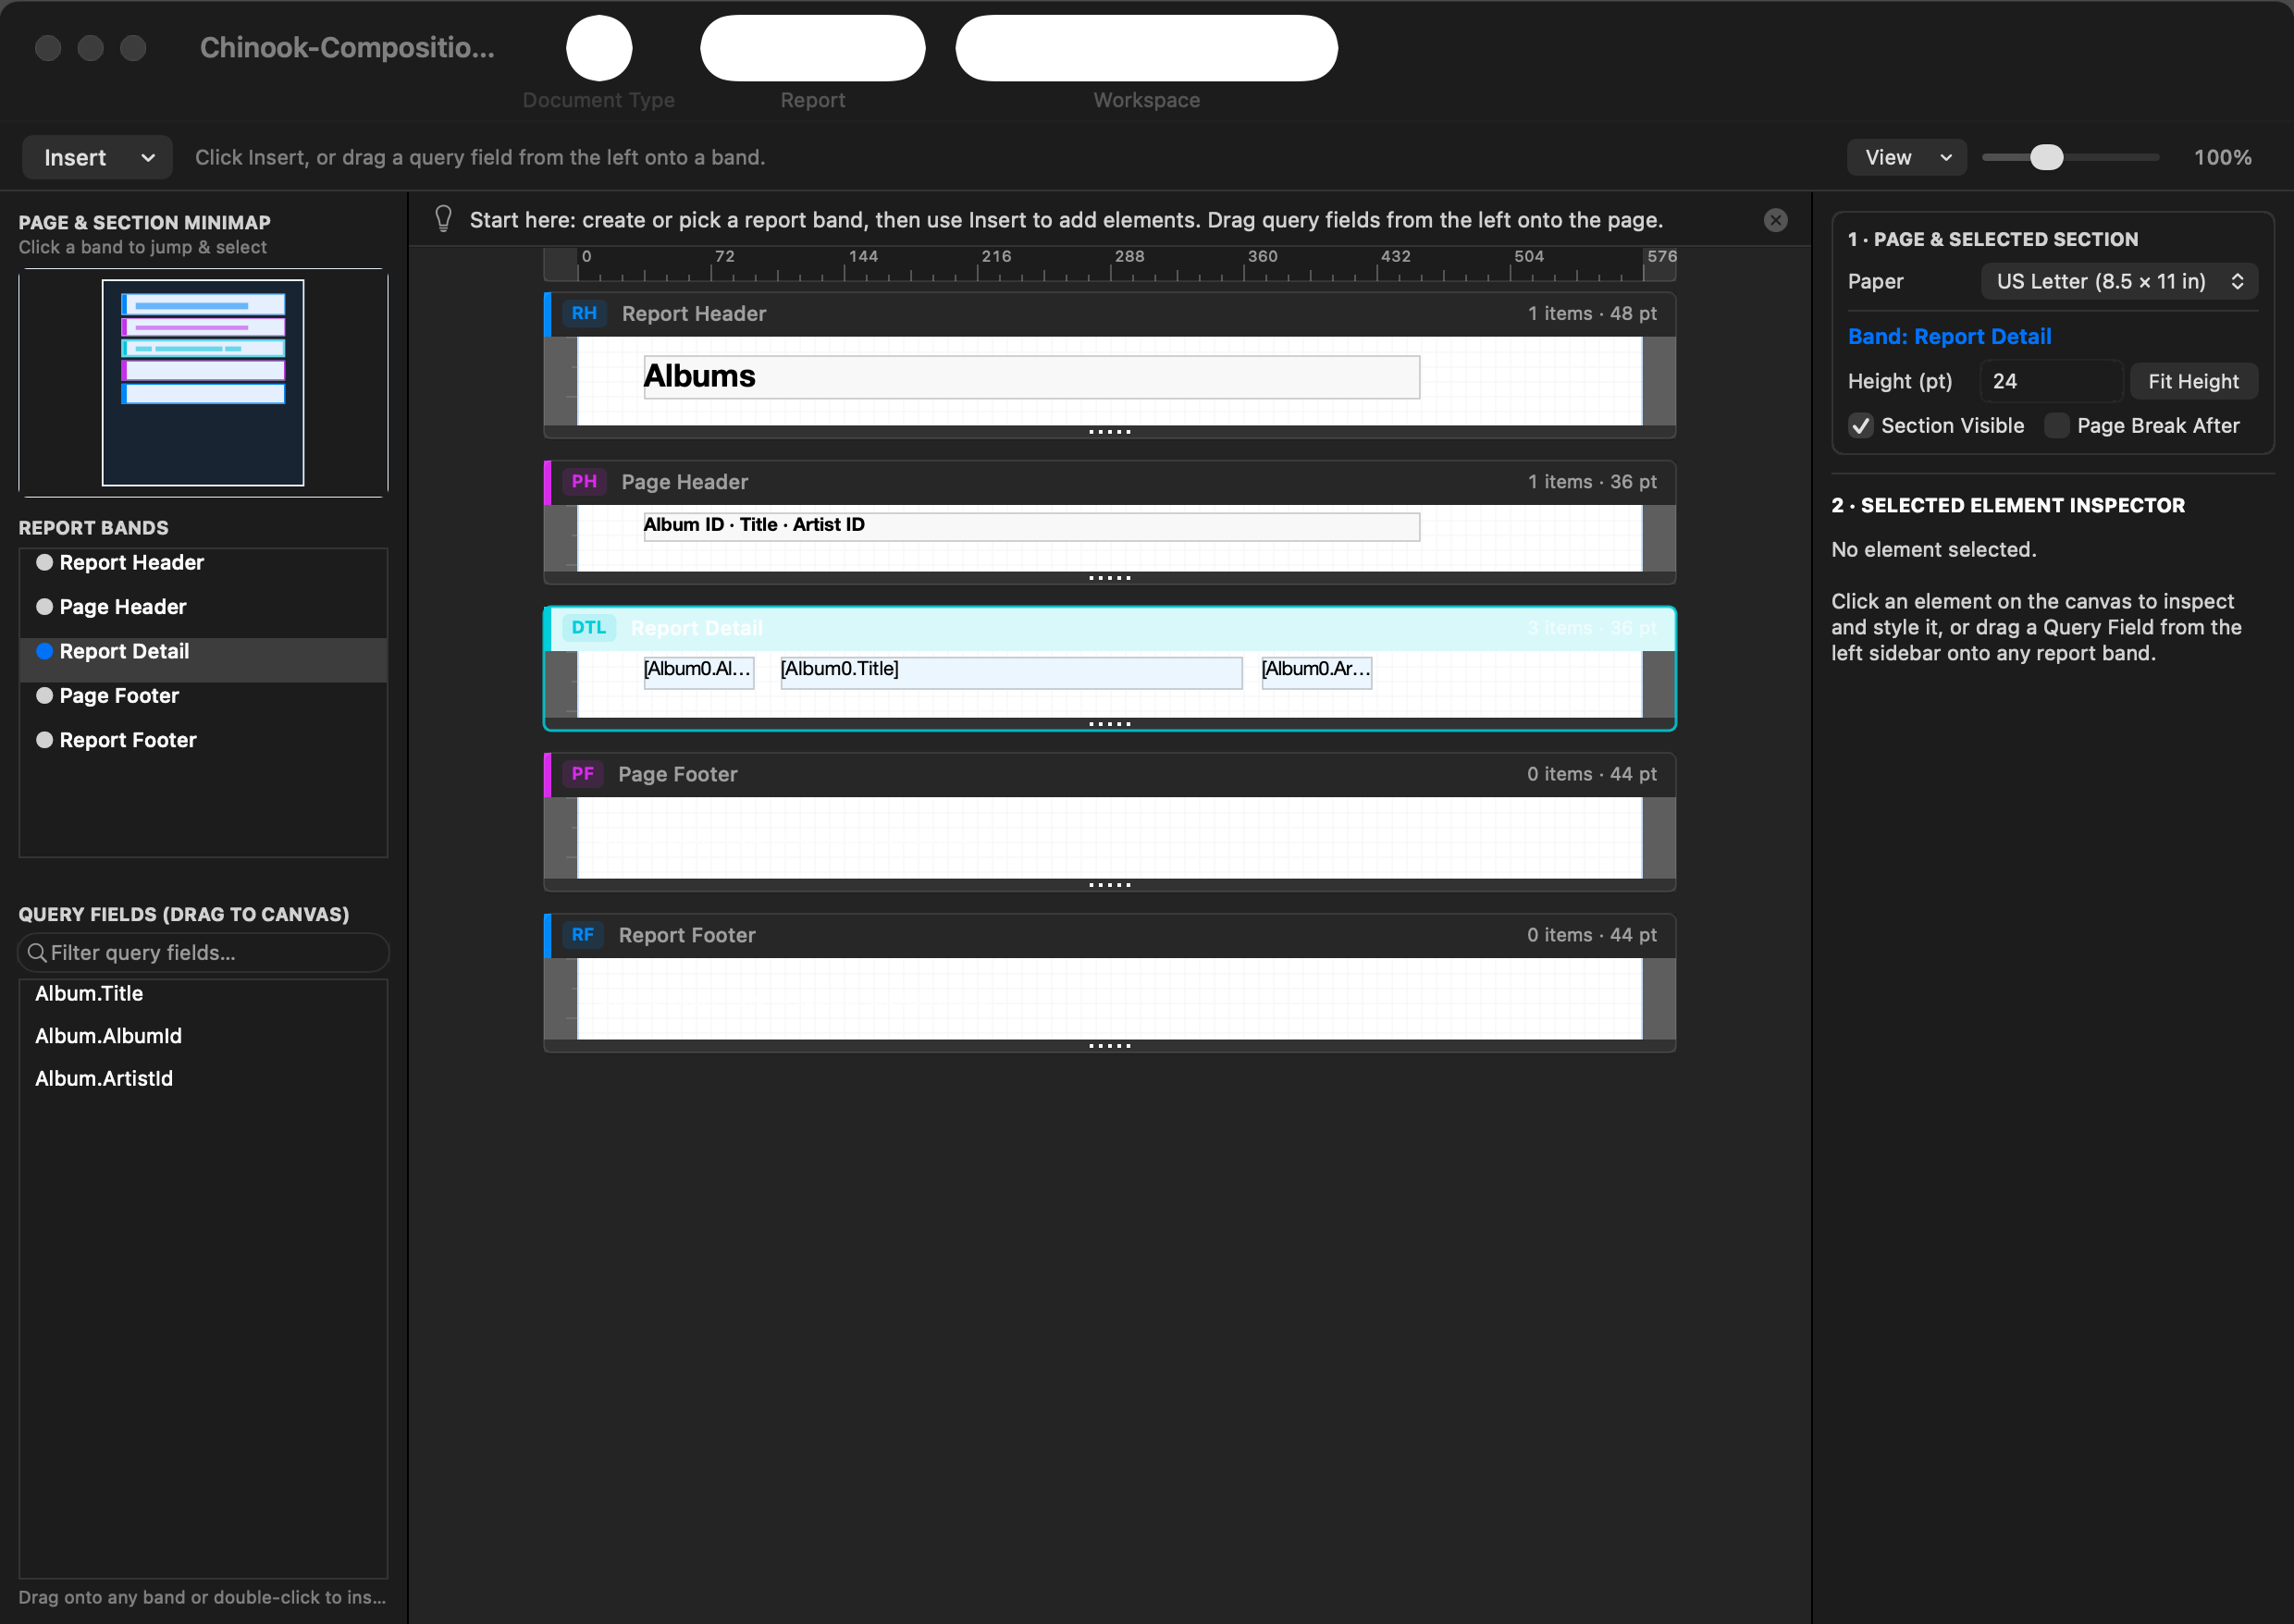 Chinook-Compositio...
Document Type
Report
Workspace
Insert
Click Insert, or drag a query field from the left onto a band.
View
100%
PAGE & SECTION MINIMAP
Click a band to jump & select
REPORT BANDS
Report Header
Page Header
Report Detail
Page Footer
Report Footer
QUERY FIELDS (DRAG TO CANVAS)
Filter query fields...
Album.Title
Album.AlbumId
Album.ArtistId
Drag onto any band or double-click to ins...
Start here: create or pick a report band, then use Insert to add elements. Drag query fields from the left onto the page.
0 72 144 216 288 360 432 504 576
RH Report Header 1 items · 48 pt
Albums
PH Page Header 1 items · 36 pt
Album ID · Title · Artist ID
DTL Report Detail 3 items · 36 pt
[Album0.Al... [Album0.Title] [Album0.Ar...
PF Page Footer 0 items · 44 pt
RF Report Footer 0 items · 44 pt
1 · PAGE & SELECTED SECTION
Paper US Letter (8.5 × 11 in)
Band: Report Detail
Height (pt) 24 Fit Height
Section Visible Page Break After
2 · SELECTED ELEMENT INSPECTOR
No element selected.
Click an element on the canvas to inspect
and style it, or drag a Query Field from the
left sidebar onto any report band.